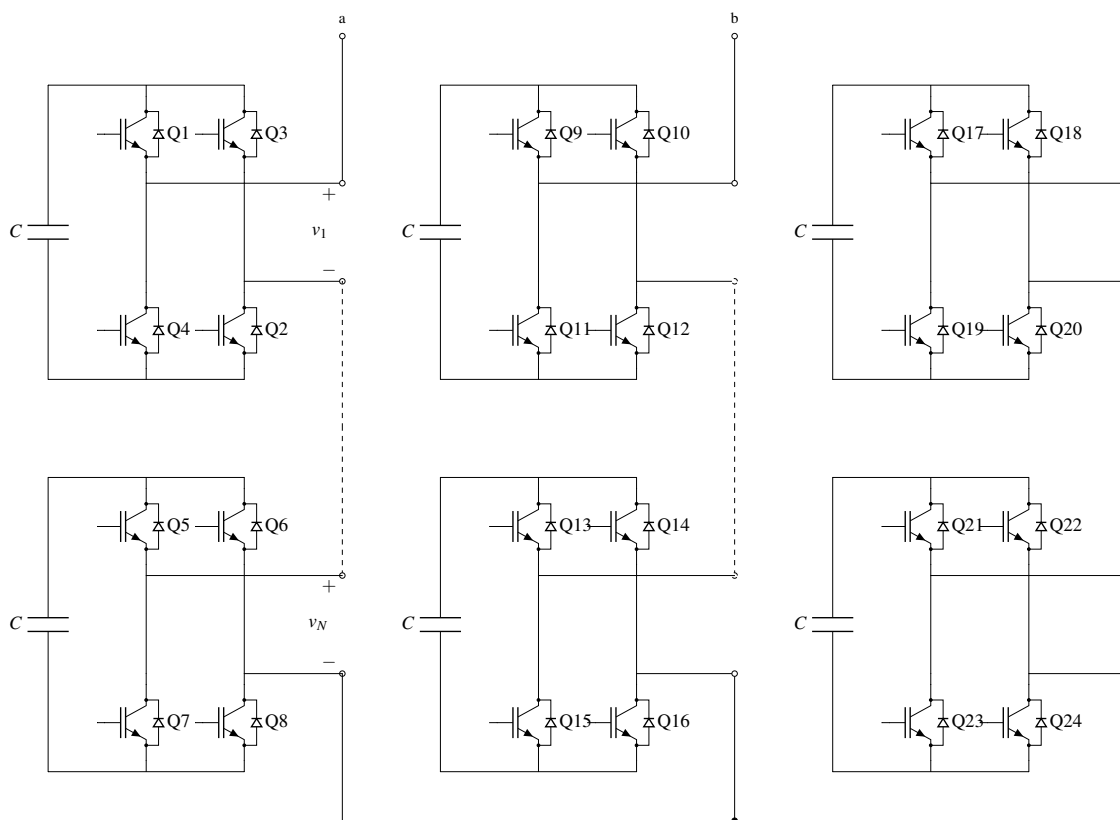 a b
Q1 Q3 Q9 Q10 Q17 Q18
+
C v1 C C
−
Q4 Q2 Q11 Q12 Q19 Q20
Q5 Q6 Q13 Q14 Q21 Q22
+
C vN C C
−
Q7 Q8 Q15 Q16 Q23 Q24